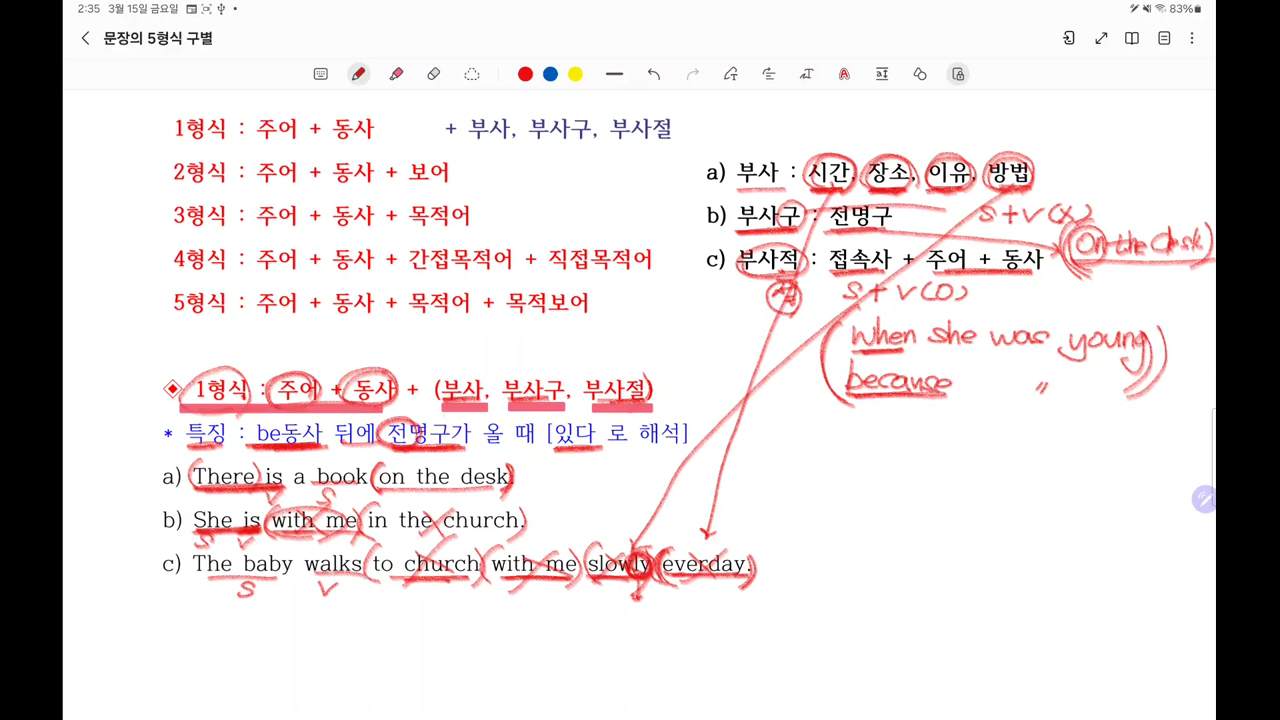 2:35 3월 15일 금요일 83%
문장의 5형식 구별
1형식 : 주어 + 동사 + 부사, 부사구, 부사절
2형식 : 주어 + 동사 + 보어
3형식 : 주어 + 동사 + 목적어
4형식 : 주어 + 동사 + 간접목적어 + 직접목적어
5형식 : 주어 + 동사 + 목적어 + 목적보어
a) 부사 : 시간, 장소, 이유, 방법
b) 부사구 : 전명구
S+V(X)
(On the desk)
c) 부사적 : 접속사 + 주어 + 동사
절 S+V(O)
(When she was young)
because 〃
◈ 1형식 : 주어 + 동사 + (부사, 부사구, 부사절)
* 특징 : be동사 뒤에 전명구가 올 때 [있다 로 해석]
a) There is a book on the desk.
V S
b) She is with me in the church.
S V
c) The baby walks to church with me slowly everday.
S V